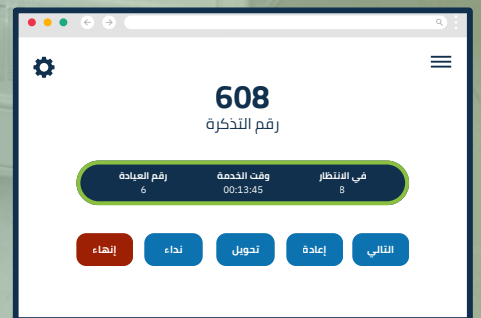 608
رقم التذكرة
في الانتظار وقت الخدمة رقم العيادة
8 00:13:45 6
التالي إعادة تحويل نداء إنهاء